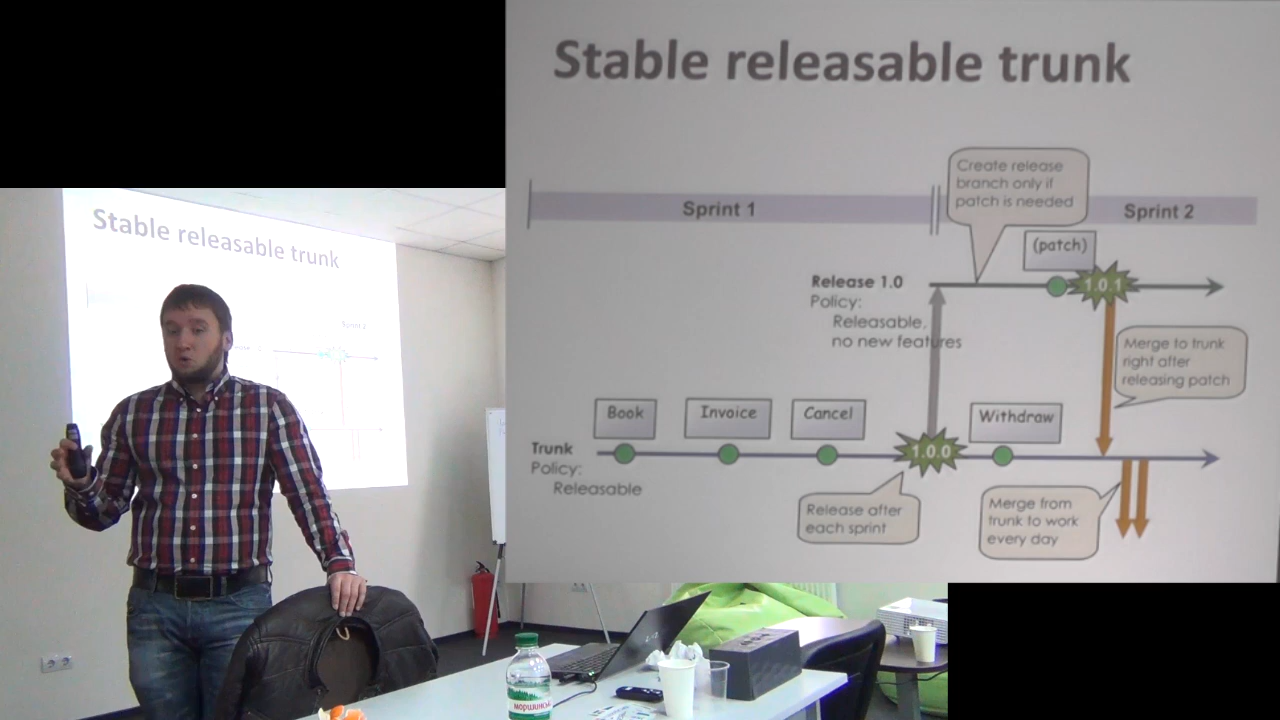 Stable releasable trunk
Sprint 1
Create release
branch only if
patch is needed
Sprint 2
(patch)
Release 1.0
1.0.1
Policy:
Releasable,
no new features
Merge to trunk
right after
releasing patch
Book
Invoice
Cancel
Withdraw
Trunk
1.0.0
Policy:
Releasable
Release after
each sprint
Merge from
trunk to work
every day
Stable releasable trunk
Sprint 2